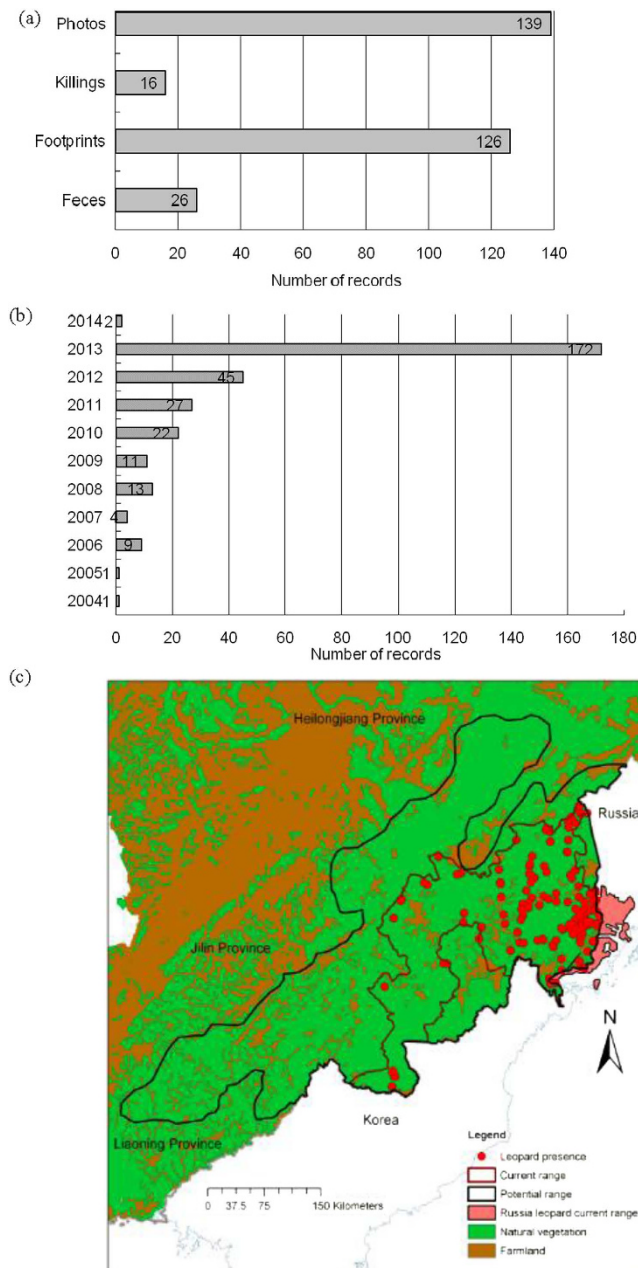 (a)
Photos 139
Killings 16
Footprints 126
Feces 26
0 20 40 60 80 100 120 140
Number of records
(b)
2014 2
2013 172
2012 45
2011 27
2010 22
2009 11
2008 13
2007 4
2006 9
2005 1
2004 1
0 20 40 60 80 100 120 140 160 180
Number of records
(c)
Heilongjiang Province
Russia
Jilin Province
N
Korea
Liaoning Province
Legend
Leopard presence
Current range
Potential range
Russia leopard current range
Natural vegetation
Farmland
0 37.5 75 150 Kilometers